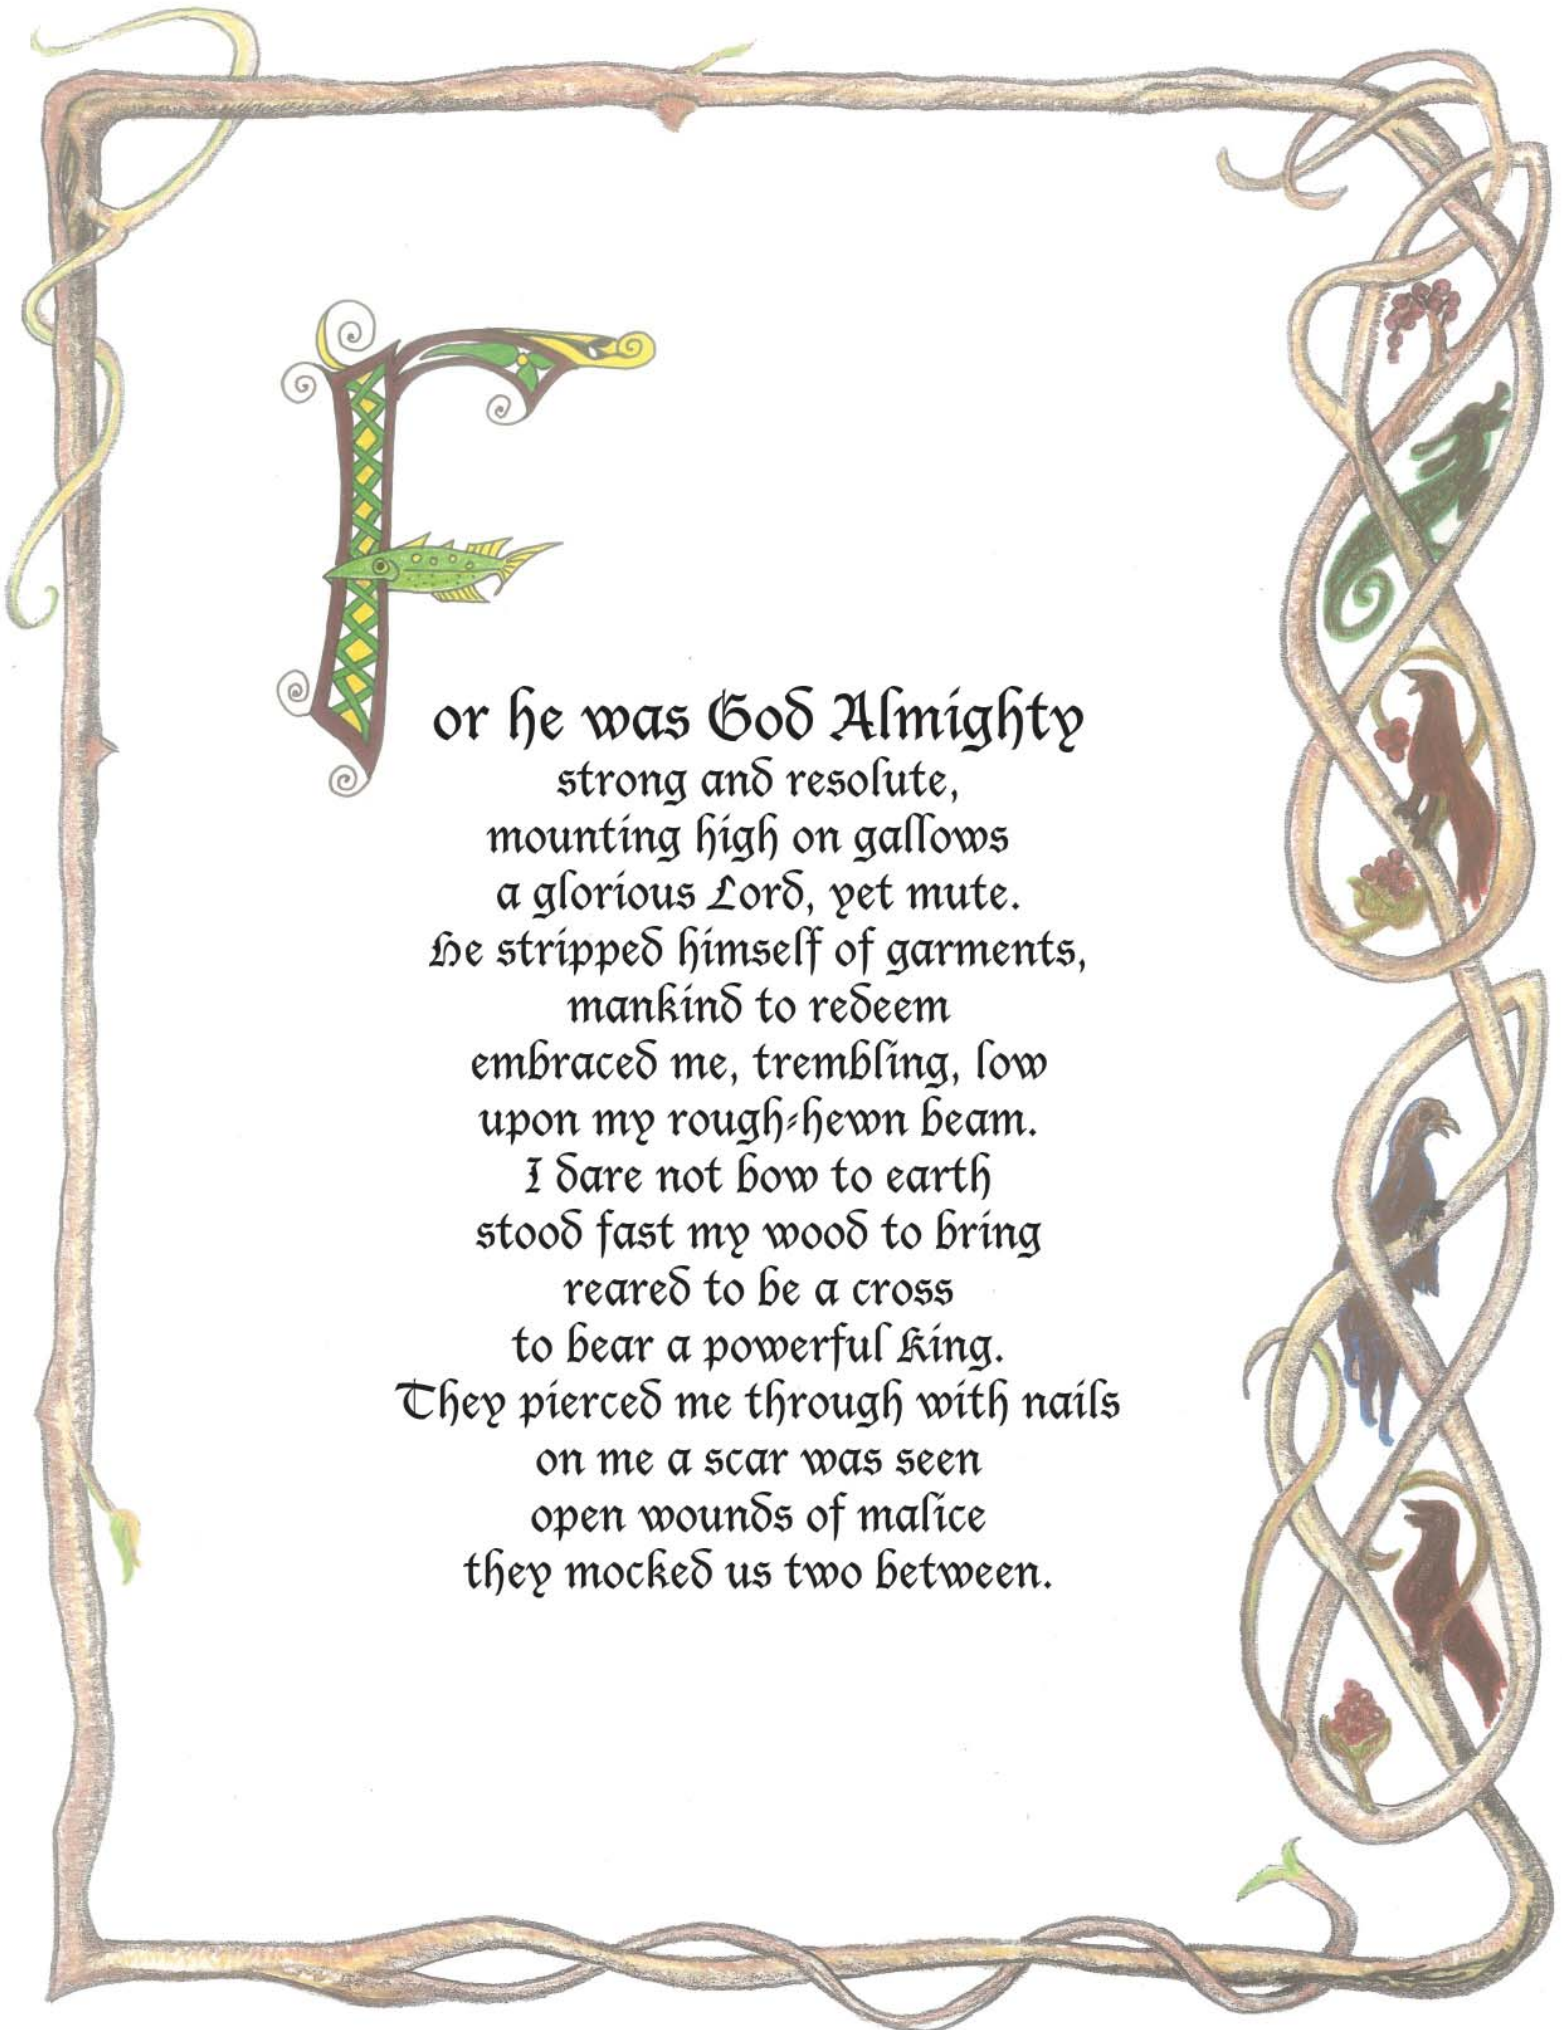 For he was God Almighty
strong and resolute,
mounting high on gallows
a glorious Lord, yet mute.
He stripped himself of garments,
mankind to redeem
embraced me, trembling, low
upon my rough-hewn beam.
I dare not bow to earth
stood fast my wood to bring
reared to be a cross
to bear a powerful King.
They pierced me through with nails
on me a scar was seen
open wounds of malice
they mocked us two between.